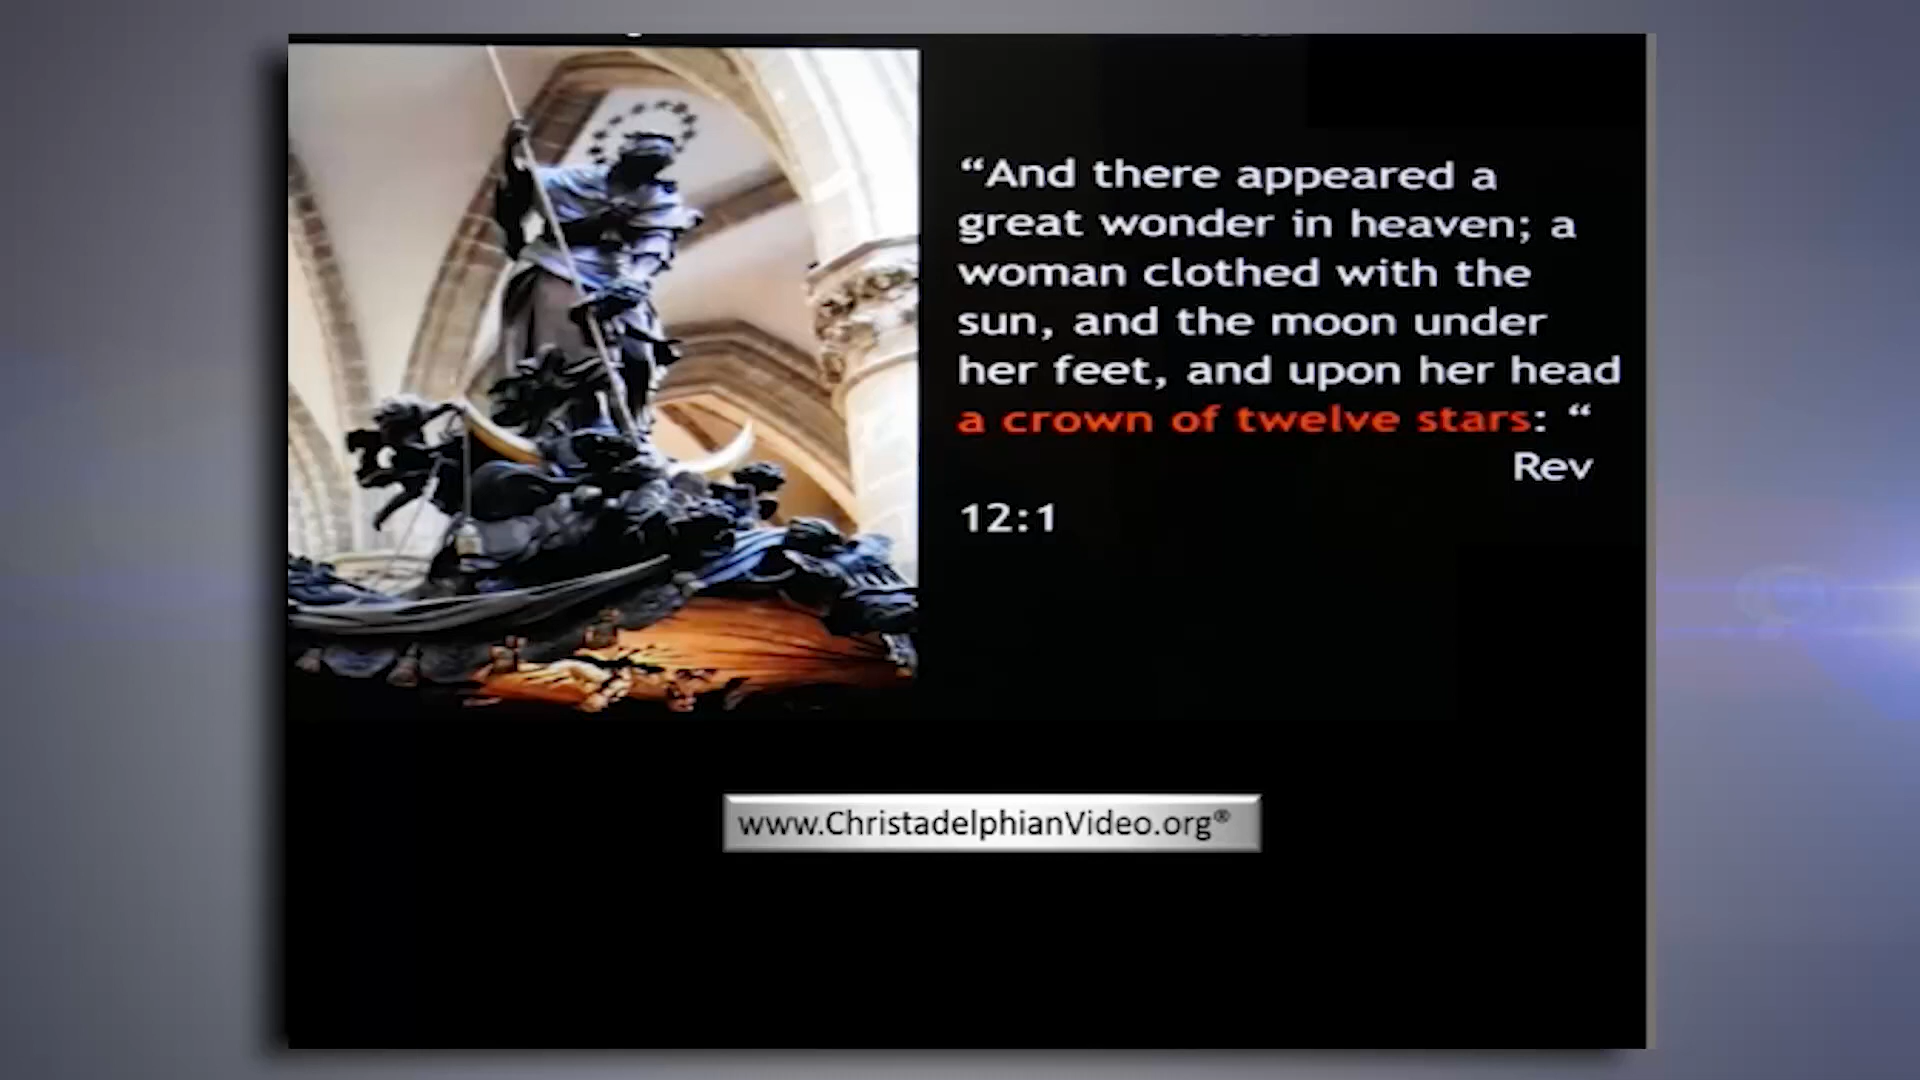 “And there appeared a
great wonder in heaven; a
woman clothed with the
sun, and the moon under
her feet, and upon her head
a crown of twelve stars: “
Rev
12:1
www.ChristadelphianVideo.org®